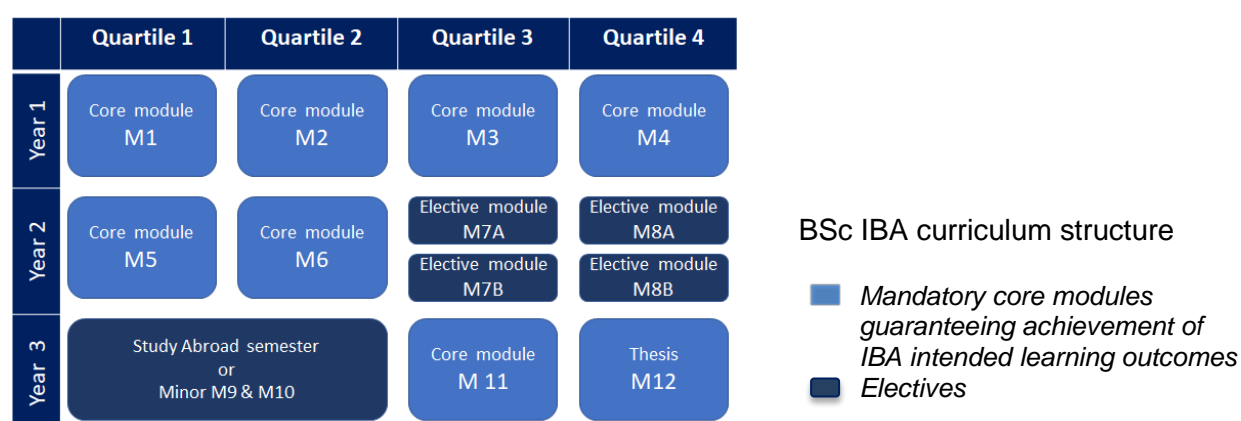 Quartile 1 Quartile 2 Quartile 3 Quartile 4
Year 1
Core module
M1
Core module
M2
Core module
M3
Core module
M4
Year 2
Core module
M5
Core module
M6
Elective module
M7A
Elective module
M7B
Elective module
M8A
Elective module
M8B
Year 3
Study Abroad semester
or
Minor M9 & M10
Core module
M 11
Thesis
M12
BSc IBA curriculum structure
Mandatory core modules
guaranteeing achievement of
IBA intended learning outcomes
Electives